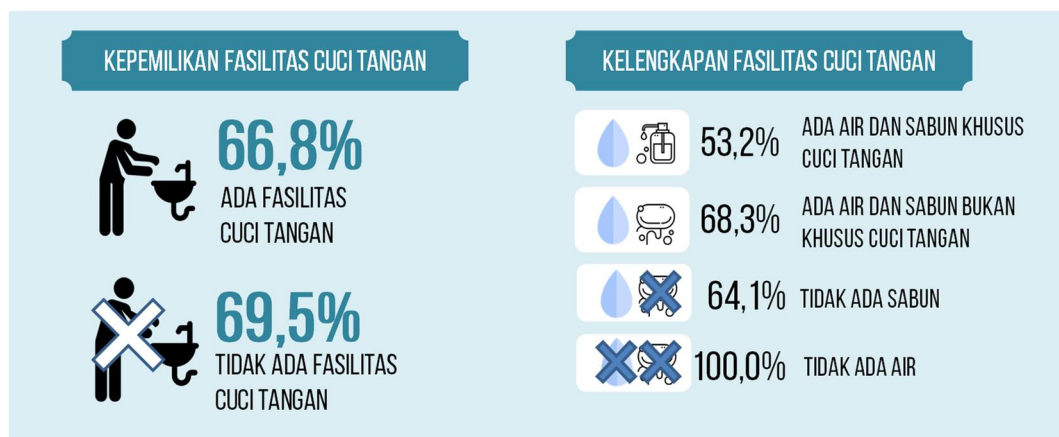 KEPEMILIKAN FASILITAS CUCI TANGAN
66,8%
ADA FASILITAS
CUCI TANGAN
69,5%
TIDAK ADA FASILITAS
CUCI TANGAN
KELENGKAPAN FASILITAS CUCI TANGAN
53,2%
ADA AIR DAN SABUN KHUSUS
CUCI TANGAN
68,3%
ADA AIR DAN SABUN BUKAN
KHUSUS CUCI TANGAN
64,1% TIDAK ADA SABUN
100,0% TIDAK ADA AIR